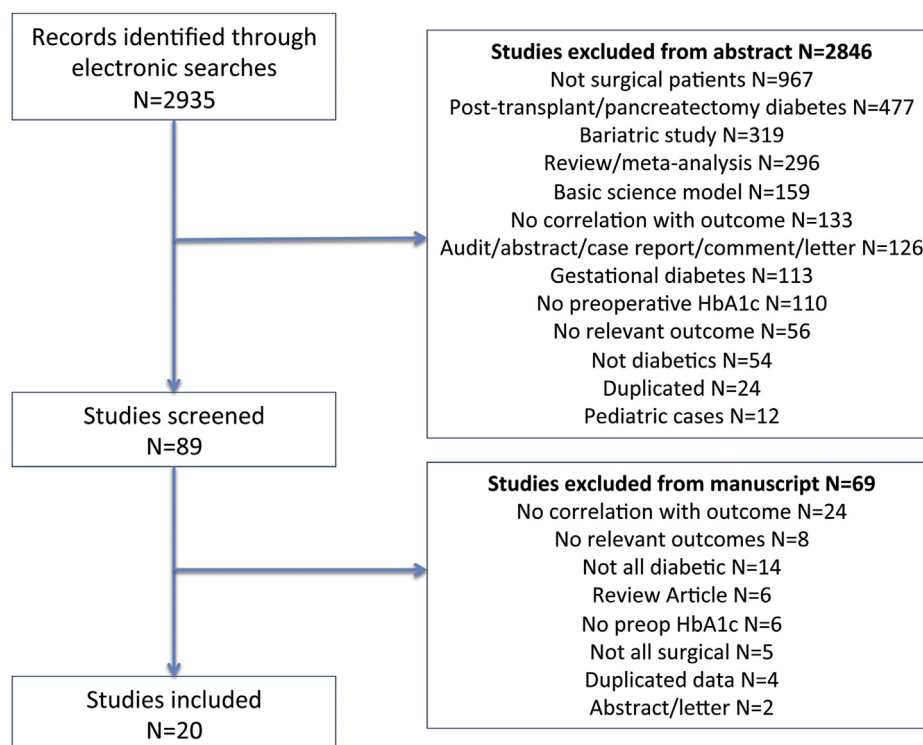 Records identified through
electronic searches
N=2935
Studies excluded from abstract N=2846
Not surgical patients N=967
Post-transplant/pancreatectomy diabetes N=477
Bariatric study N=319
Review/meta-analysis N=296
Basic science model N=159
No correlation with outcome N=133
Audit/abstract/case report/comment/letter N=126
Gestational diabetes N=113
No preoperative HbA1c N=110
No relevant outcome N=56
Not diabetics N=54
Duplicated N=24
Pediatric cases N=12
Studies screened
N=89
Studies excluded from manuscript N=69
No correlation with outcome N=24
No relevant outcomes N=8
Not all diabetic N=14
Review Article N=6
No preop HbA1c N=6
Not all surgical N=5
Duplicated data N=4
Abstract/letter N=2
Studies included
N=20